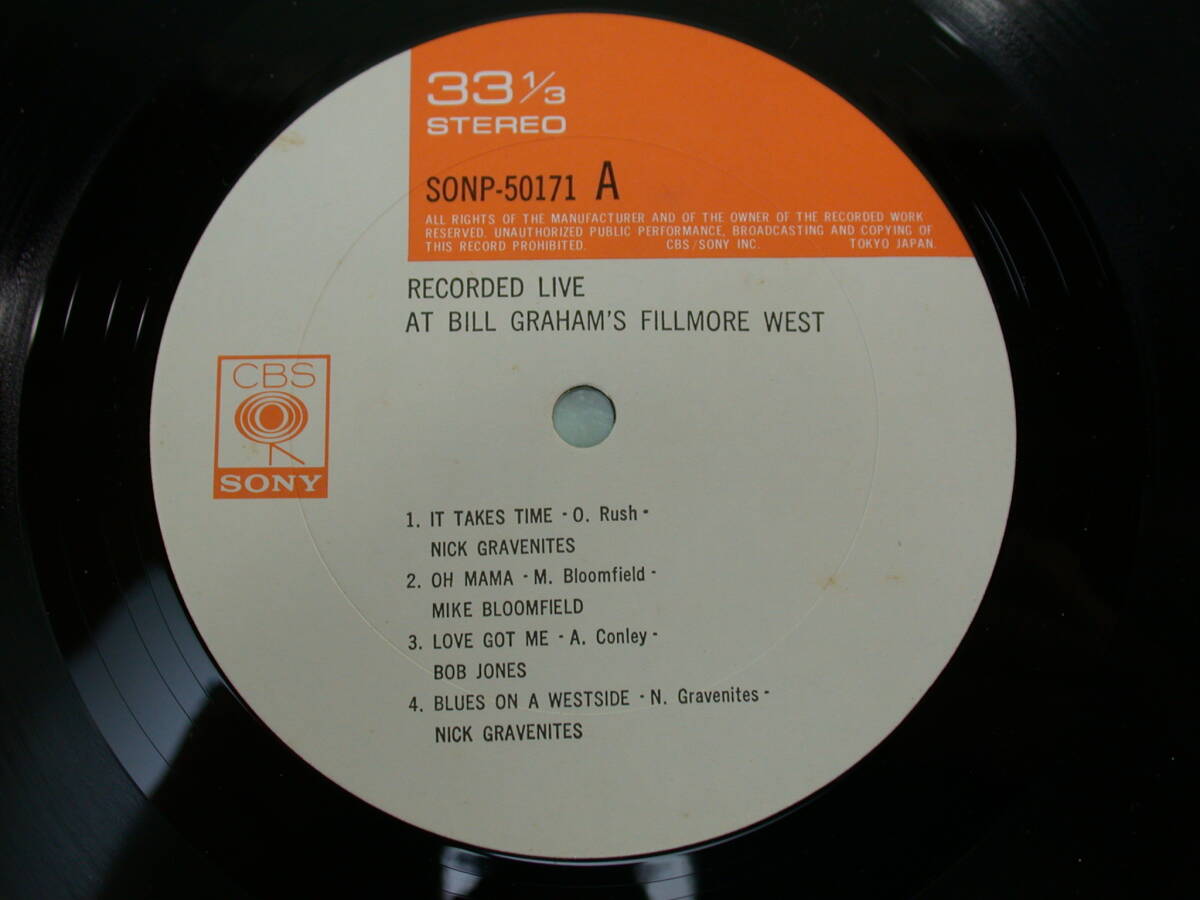 33 1/3
STEREO
SONP-50171 A
ALL RIGHTS OF THE MANUFACTURER AND OF THE OWNER OF THE RECORDED WORK
RESERVED. UNAUTHORIZED PUBLIC PERFORMANCE, BROADCASTING AND COPYING OF
THIS RECORD PROHIBITED. CBS/SONY INC. TOKYO JAPAN.
RECORDED LIVE
AT BILL GRAHAM'S FILLMORE WEST
CBS
SONY
1. IT TAKES TIME - O. Rush -
NICK GRAVENITES
2. OH MAMA - M. Bloomfield -
MIKE BLOOMFIELD
3. LOVE GOT ME - A. Conley -
BOB JONES
4. BLUES ON A WESTSIDE - N. Gravenites -
NICK GRAVENITES